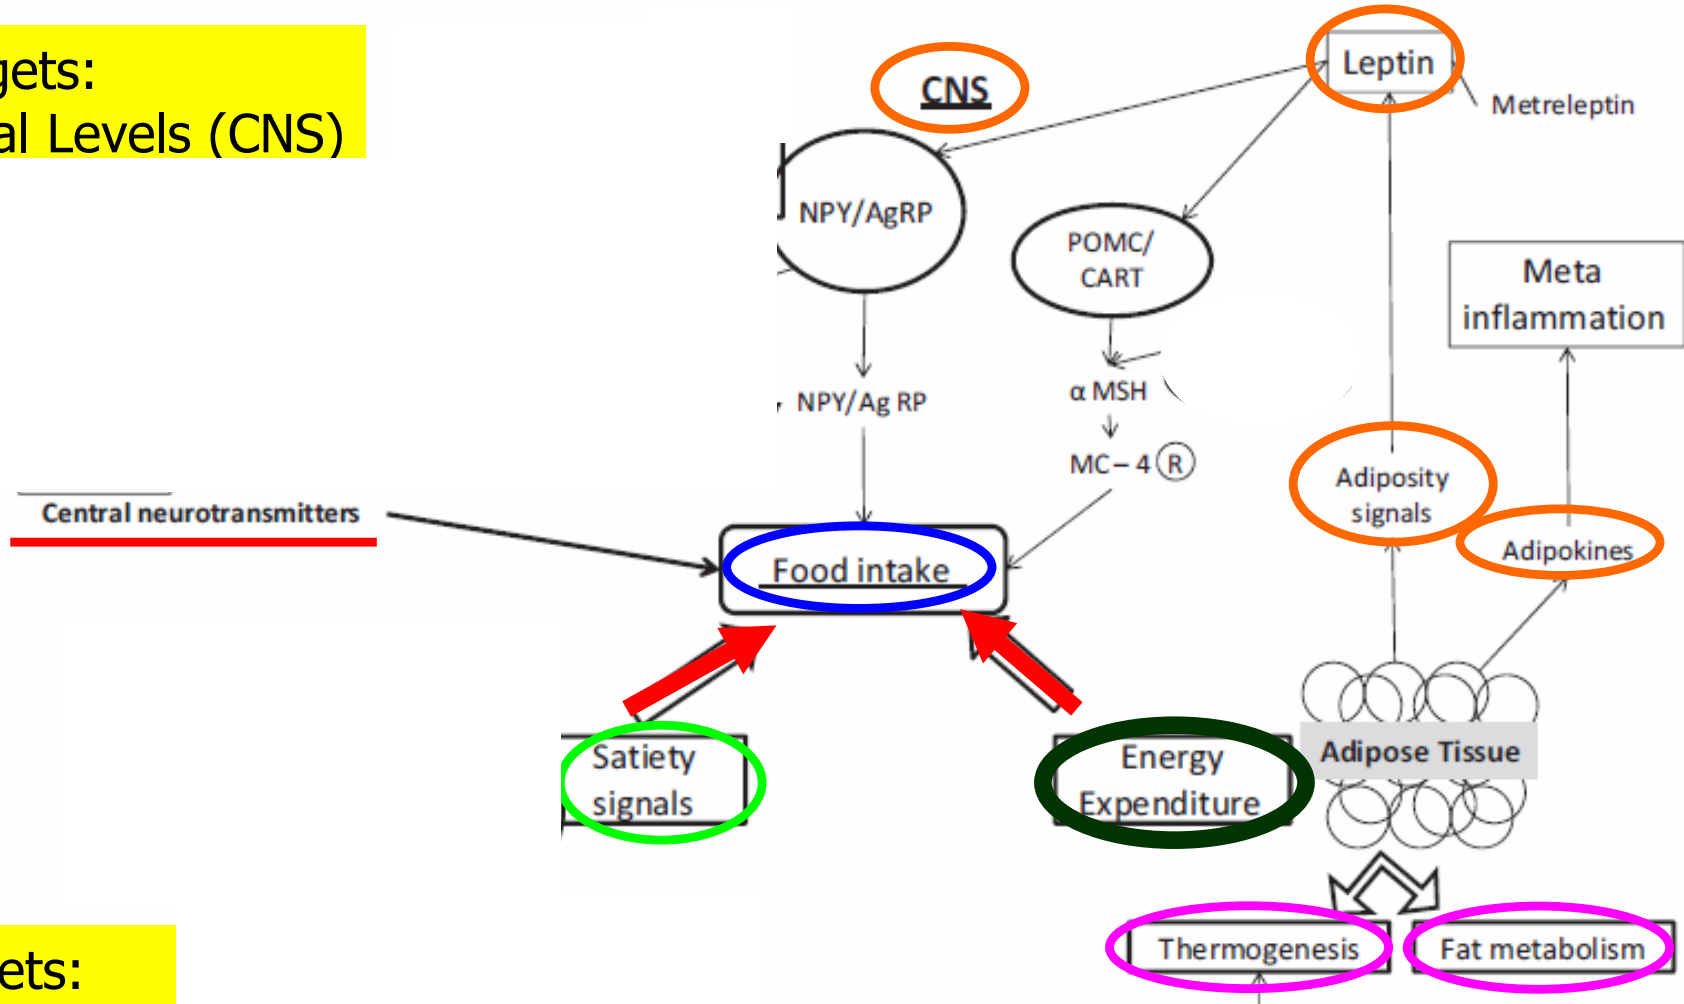 gets:
al Levels (CNS)
CNS
Leptin
Metreleptin
NPY/AgRP
POMC/
CART
Meta
inflammation
NPY/Ag RP
α MSH
MC – 4 R
Adiposity
signals
Adipokines
Central neurotransmitters
Food intake
Satiety
signals
Energy
Expenditure
Adipose Tissue
Thermogenesis
Fat metabolism
ets: